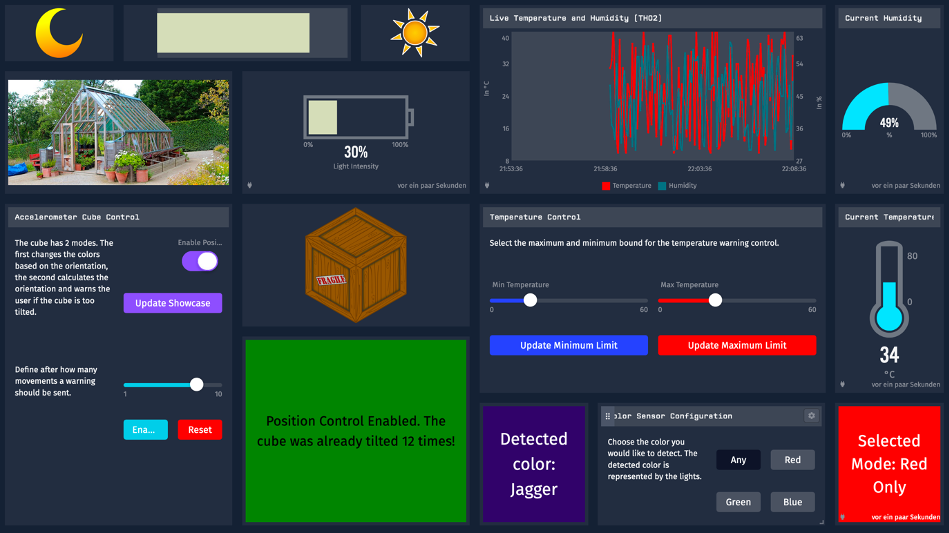 Live Temperature and Humidity [TH02]
40
32
24
16
8
In °C
63
54
45
36
27
In %
21:53:36
21:58:36
22:03:36
22:08:36
Temperature
Humidity
Current Humidity
49%
0%
%
100%
vor ein paar Sekunden
0%
100%
30%
Light intensity
vor ein paar Sekunden
Accelerometer Cube Control
The cube has 2 modes. The
first changes the colors
based on the orientation,
the second calculates the
orientation and warns the
user if the cube is too
tilted.
Enable Posi...
Update Showcase
Define after how many
movements a warning
should be sent.
1
10
Ena...
Reset
FRAGILE
Position Control Enabled. The
cube was already tilted 12 times!
Temperature Control
Select the maximum and minimum bound for the temperature warning control.
Min Temperature
0
60
Max Temperature
0
60
Update Minimum Limit
Update Maximum Limit
Current Temperature
80
0
34
°C
vor ein paar Sekunden
Detected
color:
Jagger
olor Sensor Configuration
Choose the color you
would like to detect. The
detected color is
represented by the lights.
Any
Red
Green
Blue
Selected
Mode: Red
Only
vor ein paar Sekunden